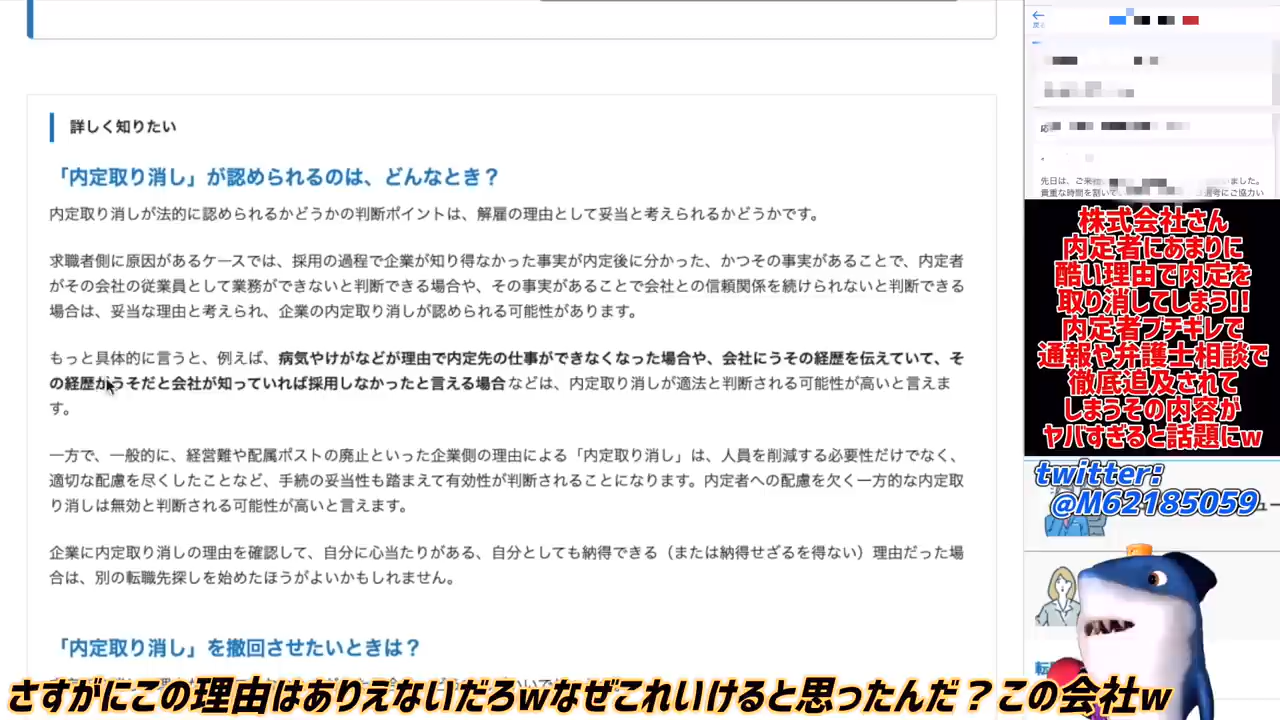 詳しく知りたい
「内定取り消し」が認められるのは、どんなとき？
内定取り消しが法的に認められるかどうかの判断ポイントは、解雇の理由として妥当と考えられるかどうかです。
求職者側に原因があるケースでは、採用の過程で企業が知り得なかった事実が内定後に分かった、かつその事実があることで、内定者
がその会社の従業員として業務ができないと判断できる場合や、その事実があることで会社との信頼関係を続けられないと判断できる
場合は、妥当な理由と考えられ、企業の内定取り消しが認められる可能性があります。
もっと具体的に言うと、例えば、病気やけがなどが理由で内定先の仕事ができなくなった場合や、会社にうその経歴を伝えていて、そ
の経歴がうそだと会社が知っていれば採用しなかったと言える場合などは、内定取り消しが適法と判断される可能性が高いと言えま
す。
一方で、一般的に、経営難や配属ポストの廃止といった企業側の理由による「内定取り消し」は、人員を削減する必要性だけでなく、
適切な配慮を尽くしたことなど、手続の妥当性も踏まえて有効性が判断されることになります。内定者への配慮を欠く一方的な内定取
り消しは無効と判断される可能性が高いと言えます。
企業に内定取り消しの理由を確認して、自分に心当たりがある、自分としても納得できる（または納得せざるを得ない）理由だった場
合は、別の転職先探しを始めたほうがよいかもしれません。
「内定取り消し」を撤回させたいときは？
さすがにこの理由はありえないだろwなぜこれいけると思ったんだ？この会社w
先日は、ご来社
いました。
貴重な時間を割いて、
選考にご協力い
株式会社さん
内定者にあまりに
酷い理由で内定を
取り消してしまう!!
内定者ブチギレで
通報や弁護士相談で
徹底追及されて
しまうその内容が
ヤバすぎると話題にw
twitter:
@M62185059
転